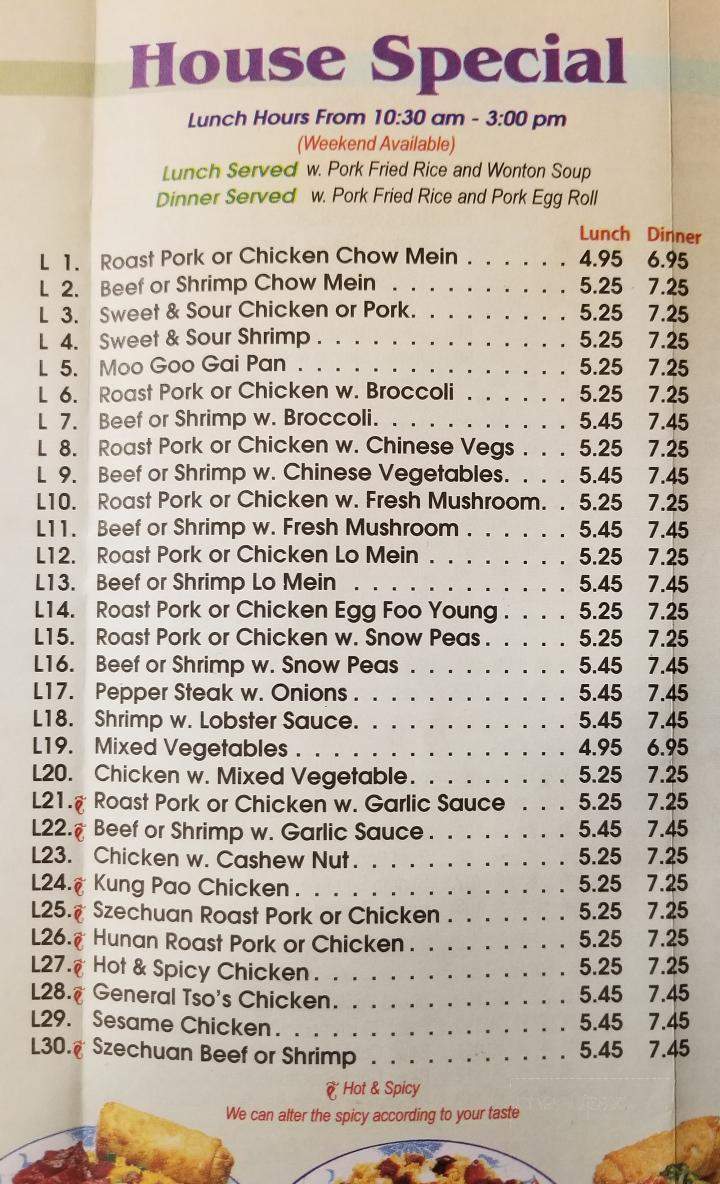 House Special
Lunch Hours From 10:30 am - 3:00 pm
(Weekend Available)
Lunch Served w. Pork Fried Rice and Wonton Soup
Dinner Served w. Pork Fried Rice and Pork Egg Roll
Lunch Dinner
L 1. Roast Pork or Chicken Chow Mein . . . . . . 4.95 6.95
L 2. Beef or Shrimp Chow Mein . . . . . . . . . . 5.25 7.25
L 3. Sweet & Sour Chicken or Pork. . . . . . . . . 5.25 7.25
L 4. Sweet & Sour Shrimp . . . . . . . . . . . . . . 5.25 7.25
L 5. Moo Goo Gai Pan . . . . . . . . . . . . . . . 5.25 7.25
L 6. Roast Pork or Chicken w. Broccoli . . . . . . 5.25 7.25
L 7. Beef or Shrimp w. Broccoli. . . . . . . . . . . 5.45 7.45
L 8. Roast Pork or Chicken w. Chinese Vegs . . . 5.25 7.25
L 9. Beef or Shrimp w. Chinese Vegetables. . . . 5.45 7.45
L10. Roast Pork or Chicken w. Fresh Mushroom. . 5.25 7.25
L11. Beef or Shrimp w. Fresh Mushroom . . . . . . 5.45 7.45
L12. Roast Pork or Chicken Lo Mein . . . . . . . . 5.25 7.25
L13. Beef or Shrimp Lo Mein . . . . . . . . . . . . 5.45 7.45
L14. Roast Pork or Chicken Egg Foo Young . . . . 5.25 7.25
L15. Roast Pork or Chicken w. Snow Peas. . . . . 5.25 7.25
L16. Beef or Shrimp w. Snow Peas . . . . . . . . . 5.45 7.45
L17. Pepper Steak w. Onions . . . . . . . . . . . . 5.45 7.45
L18. Shrimp w. Lobster Sauce. . . . . . . . . . . . 5.45 7.45
L19. Mixed Vegetables . . . . . . . . . . . . . . . 4.95 6.95
L20. Chicken w. Mixed Vegetable. . . . . . . . . 5.25 7.25
L21. Roast Pork or Chicken w. Garlic Sauce . . . 5.25 7.25
L22. Beef or Shrimp w. Garlic Sauce . . . . . . . . 5.45 7.45
L23. Chicken w. Cashew Nut. . . . . . . . . . . . 5.25 7.25
L24. Kung Pao Chicken . . . . . . . . . . . . . . . 5.25 7.25
L25. Szechuan Roast Pork or Chicken . . . . . . . 5.25 7.25
L26. Hunan Roast Pork or Chicken . . . . . . . . . 5.25 7.25
L27. Hot & Spicy Chicken . . . . . . . . . . . . . . 5.25 7.25
L28. General Tso's Chicken. . . . . . . . . . . . . 5.45 7.45
L29. Sesame Chicken. . . . . . . . . . . . . . . . 5.45 7.45
L30. Szechuan Beef or Shrimp . . . . . . . . . . . 5.45 7.45
Hot & Spicy
We can alter the spicy according to your taste